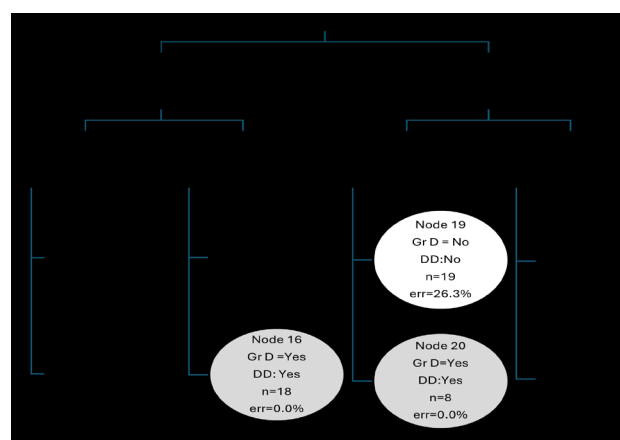 Node 19
Gr D = No
DD:No
n=19
err=26.3%
Node 16
Gr D =Yes
DD: Yes
n=18
err=0.0%
Node 20
Gr D=Yes
DD:Yes
n=8
err=0.0%